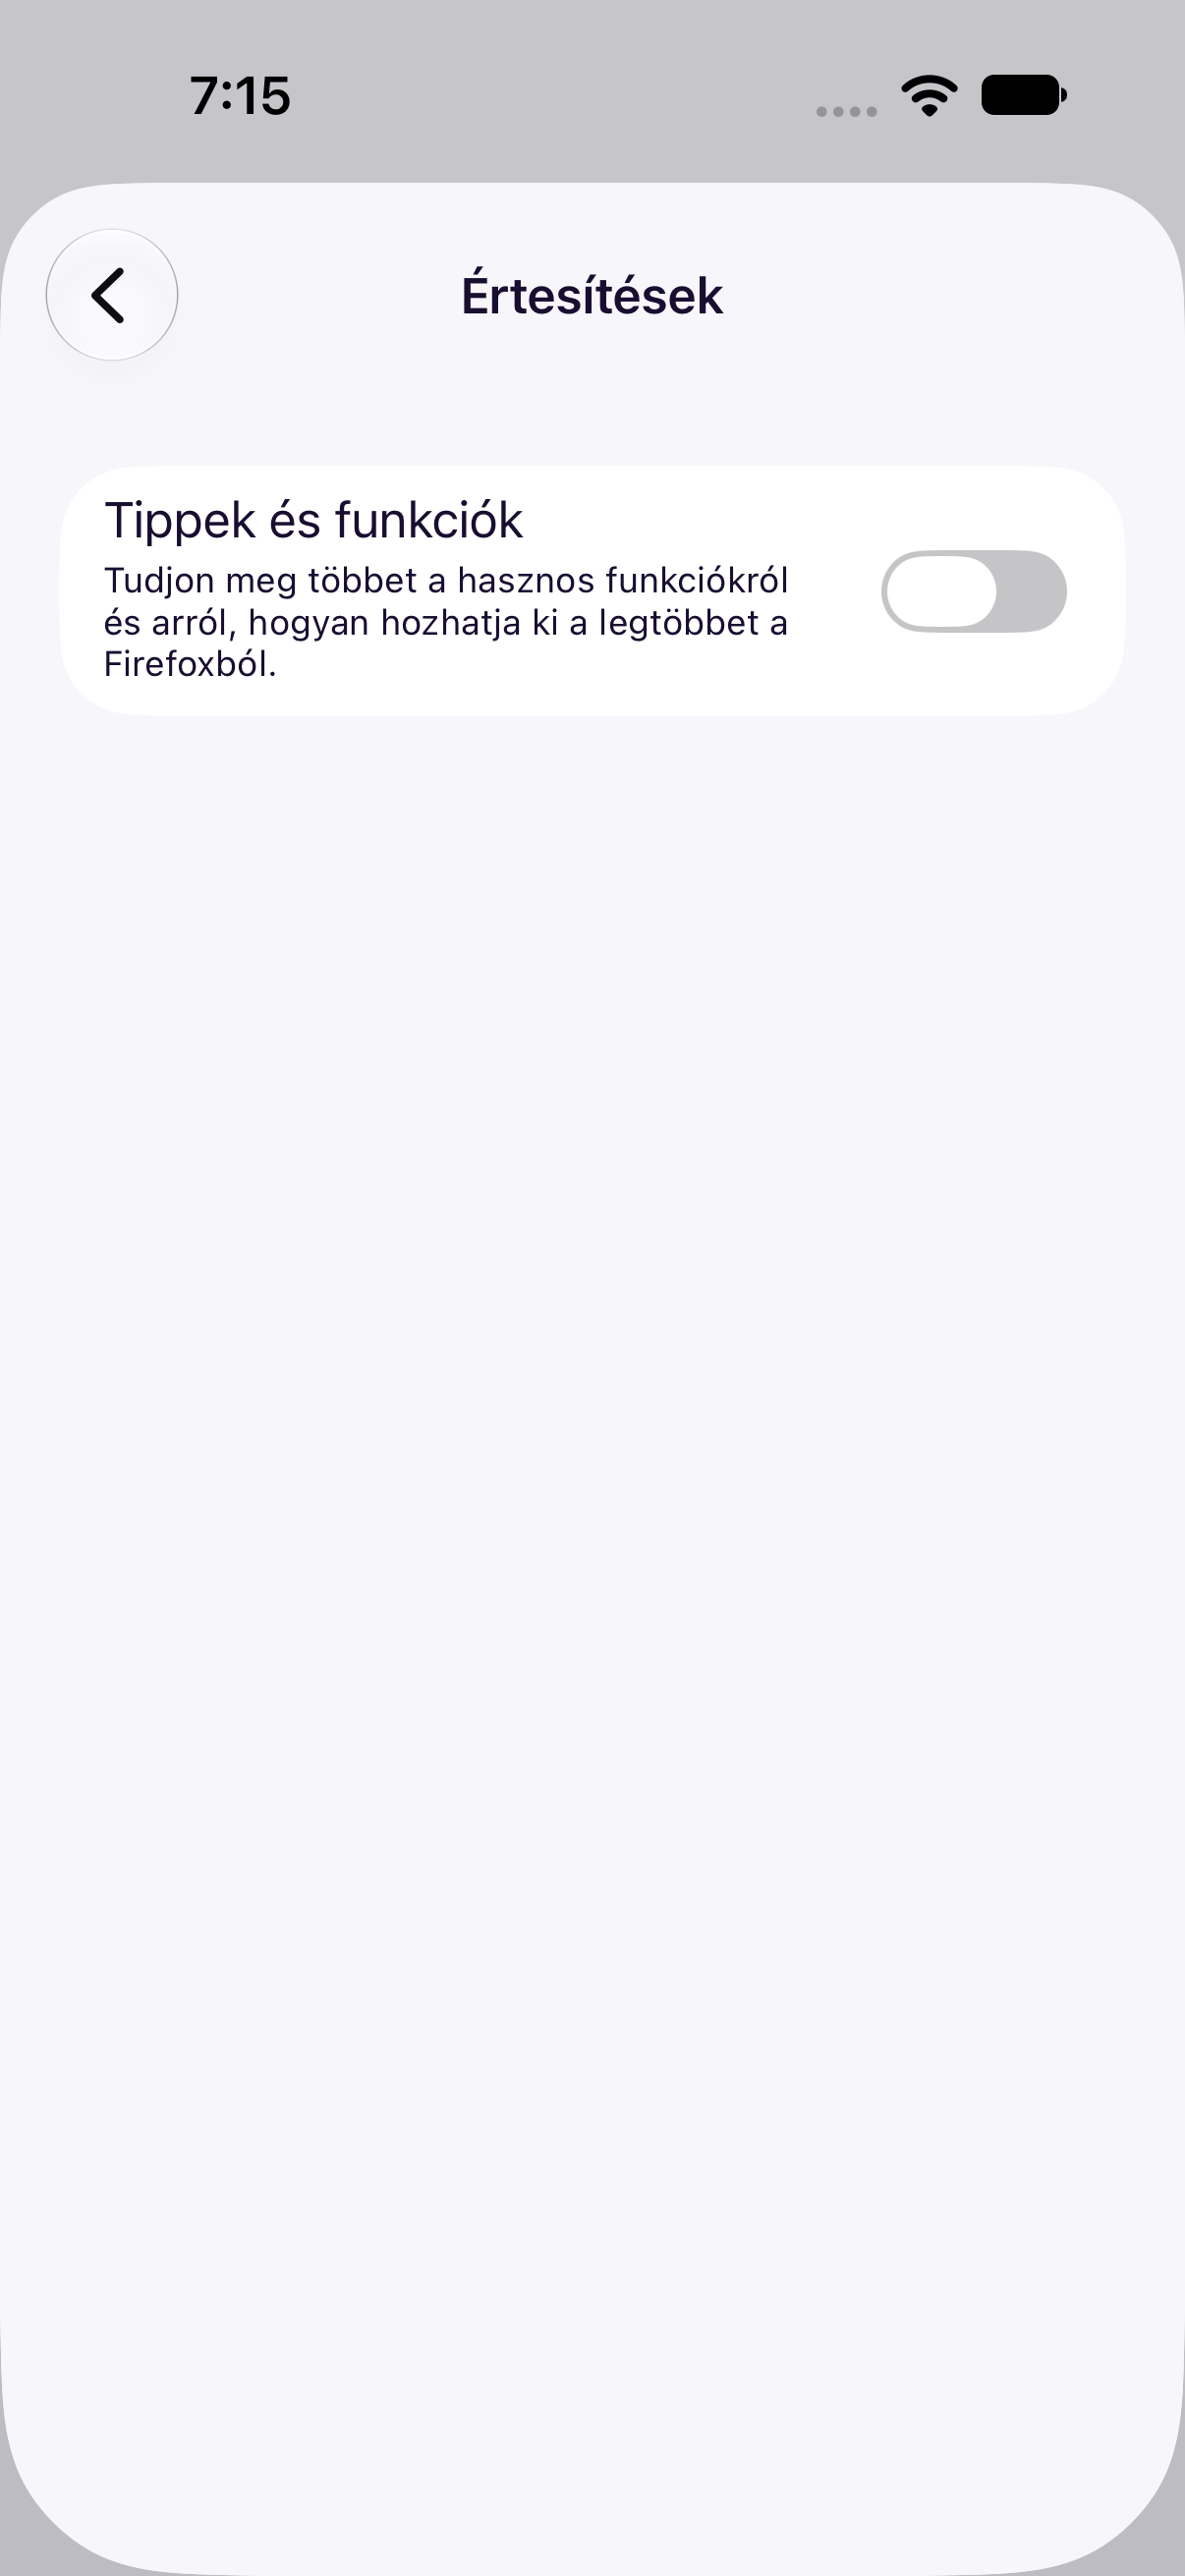 7:15
Értesítések
Tippek és funkciók
Tudjon meg többet a hasznos funkciókról
és arról, hogyan hozhatja ki a legtöbbet a
Firefoxból.